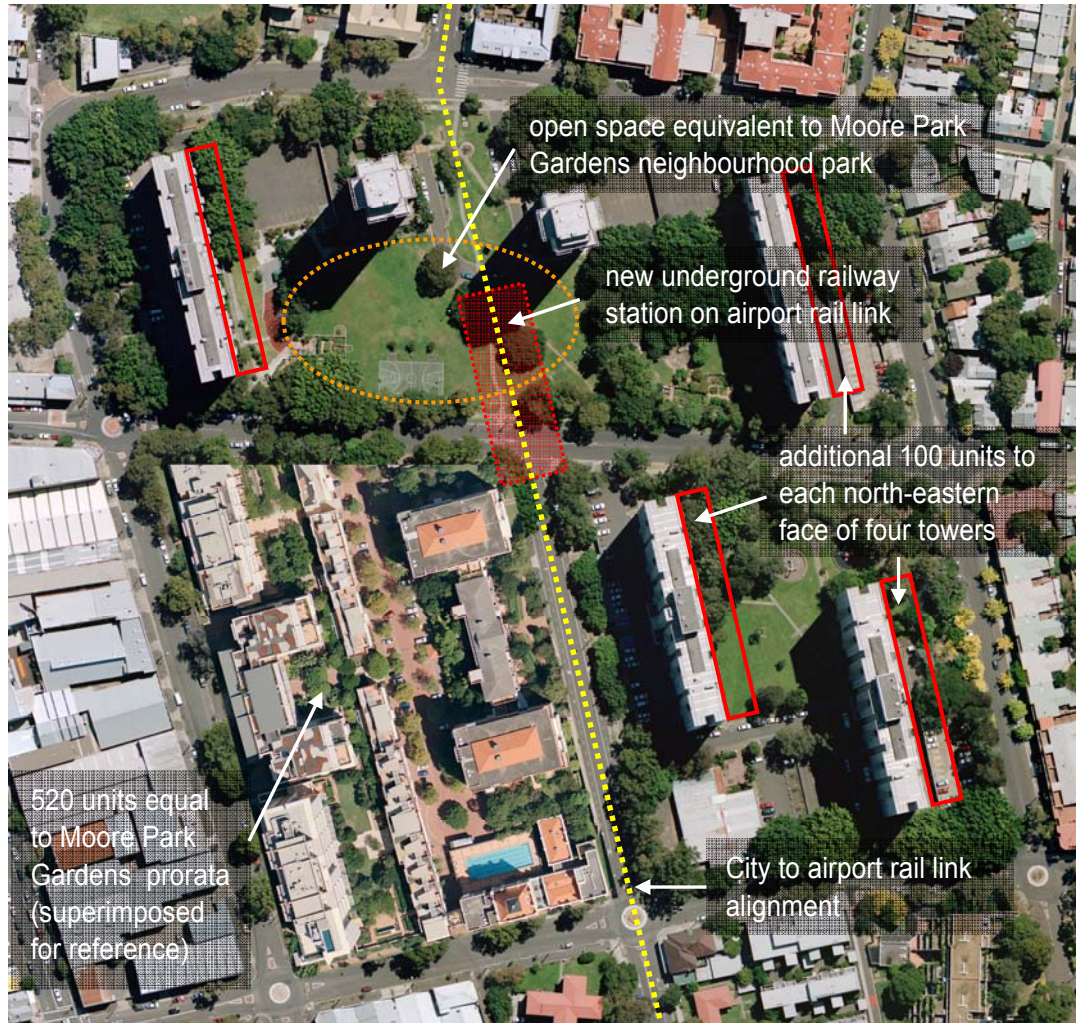 open space equivalent to Moore Park
Gardens neighbourhood park
new underground railway
station on airport rail link
additional 100 units to
each north-eastern
face of four towers
520 units equal
to Moore Park
Gardens prorata
(superimposed
for reference)
City to airport rail link
alignment